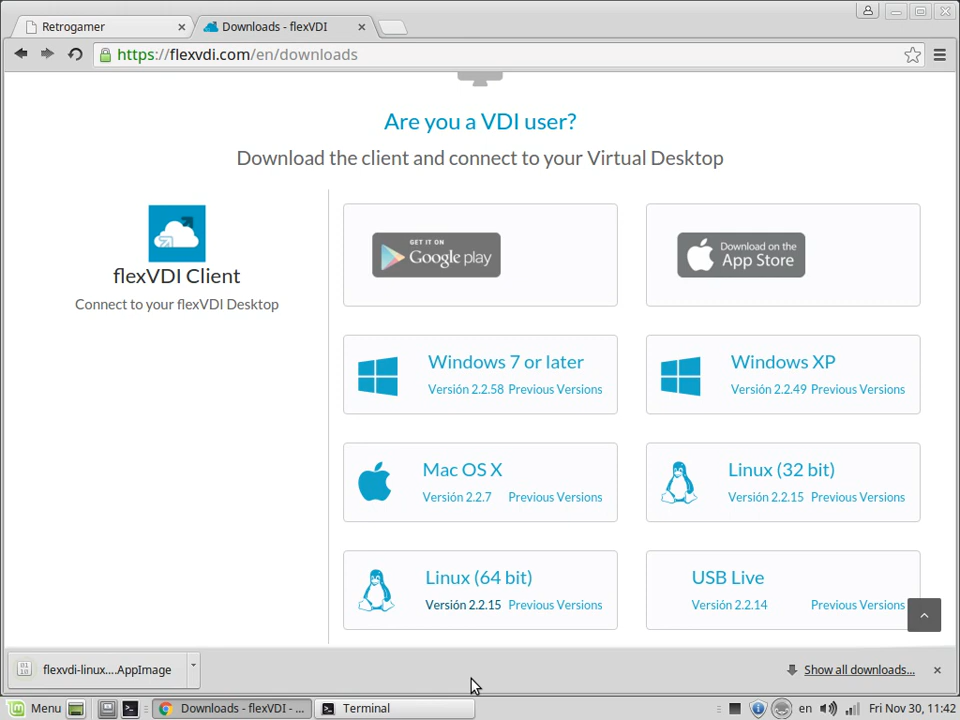 Retrogamer
Downloads - flexVDI
https://flexvdi.com/en/downloads
Are you a VDI user?
Download the client and connect to your Virtual Desktop
flexVDI Client
Connect to your flexVDI Desktop
GET IT ON
Google play
Download on the
App Store
Windows 7 or later
Versión 2.2.58 Previous Versions
Windows XP
Versión 2.2.49 Previous Versions
Mac OS X
Versión 2.2.7 Previous Versions
Linux (32 bit)
Versión 2.2.15 Previous Versions
Linux (64 bit)
Versión 2.2.15 Previous Versions
USB Live
Versión 2.2.14 Previous Versions
flexvdi-linux....AppImage
Show all downloads...
Menu
Downloads - flexVDI - ...
Terminal
en
Fri Nov 30, 11:42